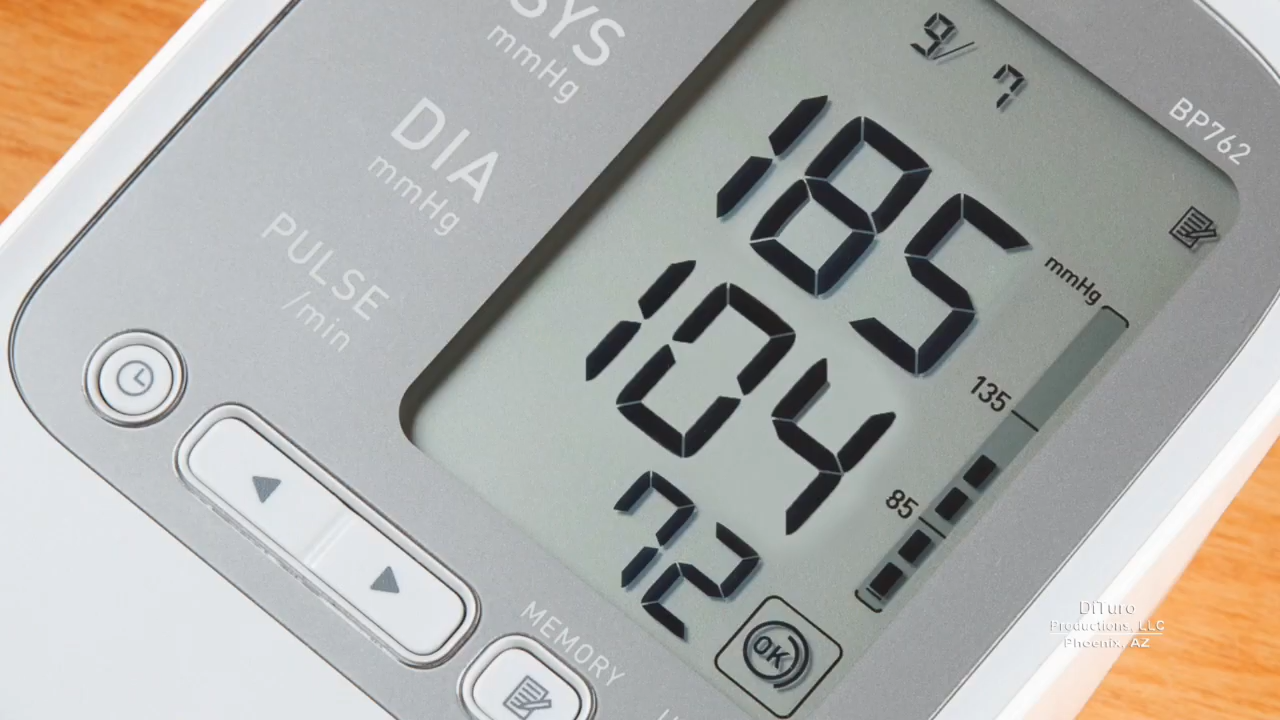 SYS
mmHg
DIA
mmHg
PULSE
/min
9/ 7
BP762
185
104
72
mmHg
135
85
OK
MEMORY
DiTuro
Productions, LLC
Phoenix, AZ